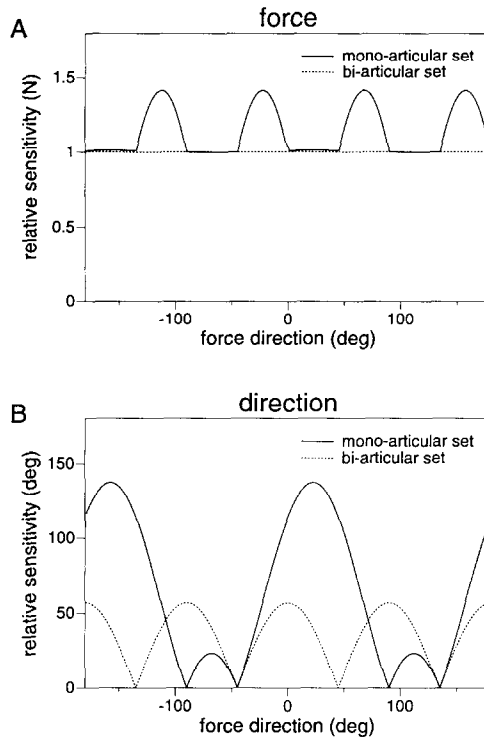 A
force
mono-articular set
bi-articular set
relative sensitivity (N)
1.5
1
0.5
0
-100
0
100
force direction (deg)
B
direction
mono-articular set
bi-articular set
relative sensitivity (deg)
150
100
50
0
-100
0
100
force direction (deg)